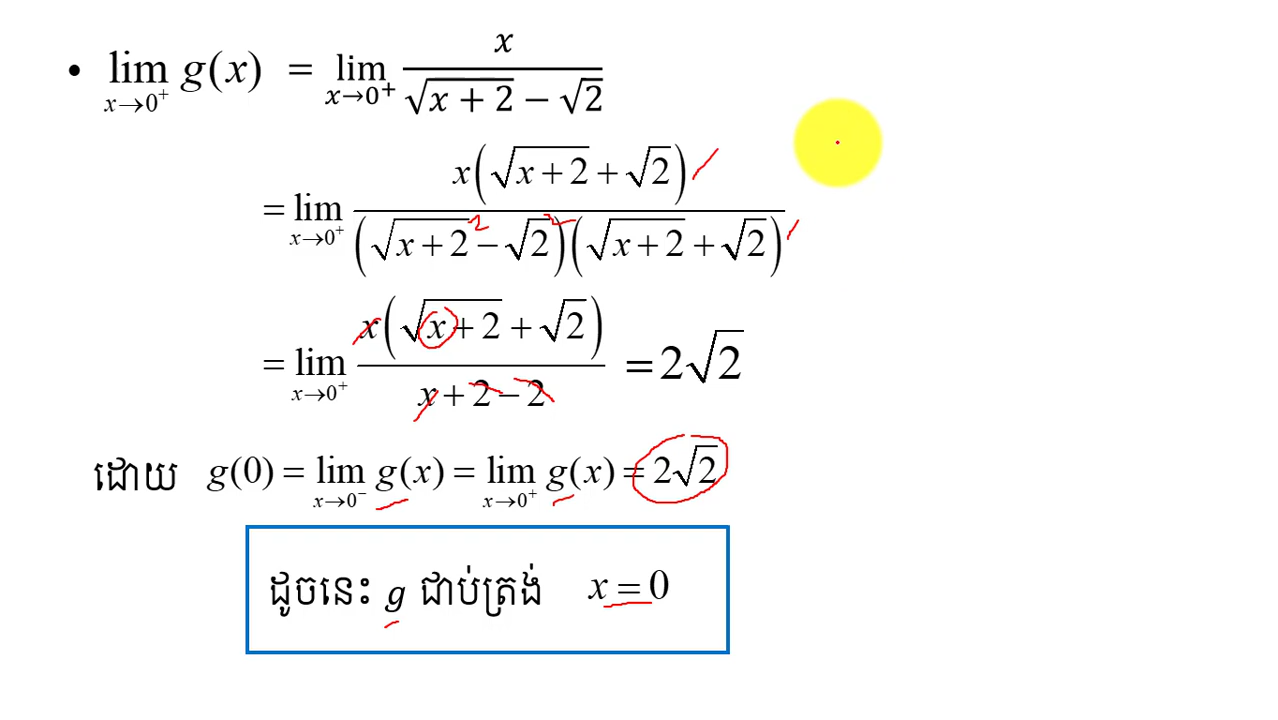 • lim_{x→0⁺} g(x) = lim_{x→0⁺} x / (√(x+2) − √2)
= lim_{x→0⁺} x(√(x+2) + √2) / (√(x+2) − √2)(√(x+2) + √2)
2 2
= lim_{x→0⁺} x(√(x+2) + √2) / (x + 2 − 2) = 2√2
ដោយ g(0) = lim_{x→0⁻} g(x) = lim_{x→0⁺} g(x) = 2√2
ដូចនេះ g ជាប់ត្រង់ x = 0